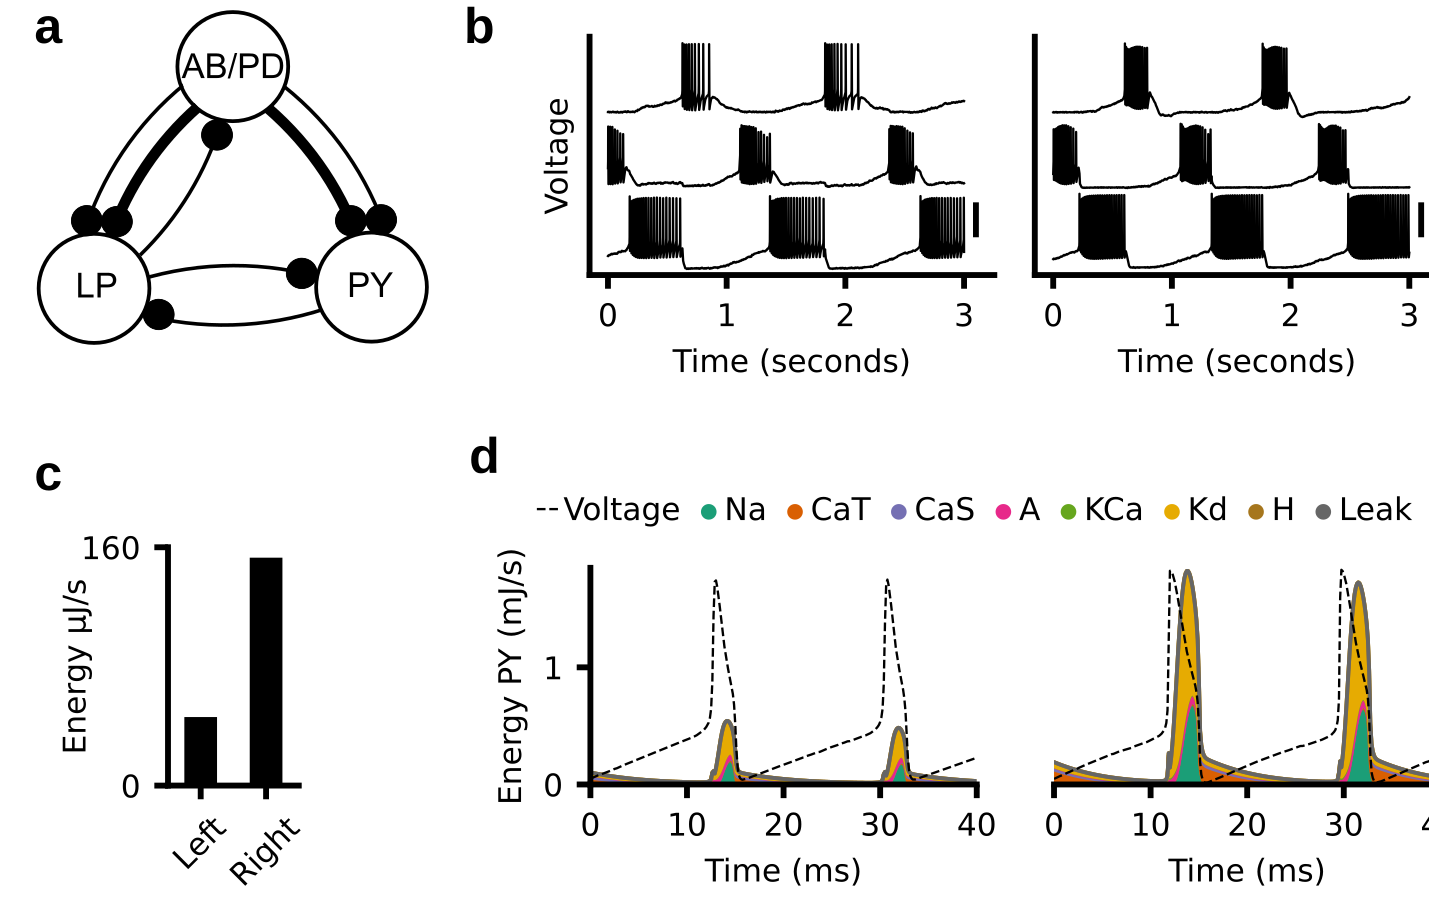 a
AB/PD
LP
PY
b
Voltage
0 1 2 3
Time (seconds)
0 1 2 3
Time (seconds)
c
Energy µJ/s
160
0
Left
Right
d
--Voltage Na CaT CaS A KCa Kd H Leak
Energy PY (mJ/s)
1
0
0 10 20 30 40
Time (ms)
0 10 20 30
Time (ms)